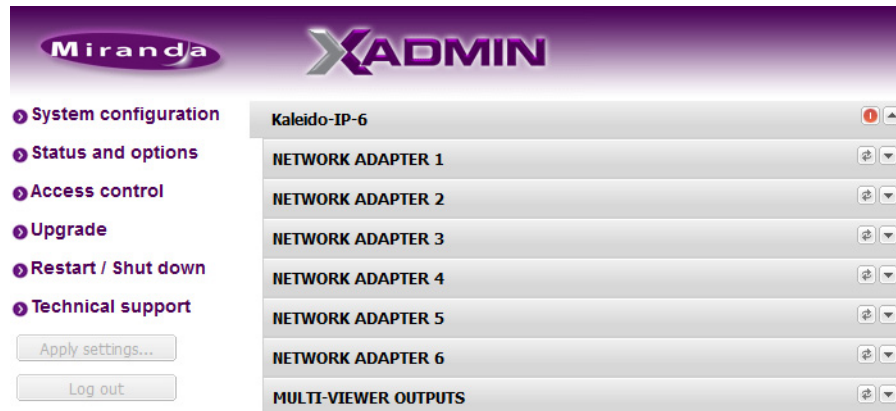 Miranda
XADMIN
System configuration
Status and options
Access control
Upgrade
Restart / Shut down
Technical support
Apply settings...
Log out
Kaleido-IP-6
NETWORK ADAPTER 1
NETWORK ADAPTER 2
NETWORK ADAPTER 3
NETWORK ADAPTER 4
NETWORK ADAPTER 5
NETWORK ADAPTER 6
MULTI-VIEWER OUTPUTS